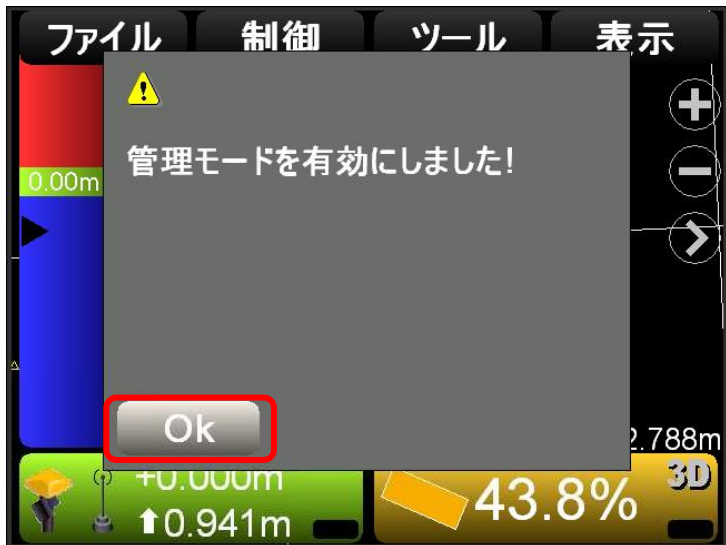 ファイル 制御 ツール 表示
管理モードを有効にしました!
0.00m
Ok
2.788m
+0.000m
3D
43.8%
0.941m